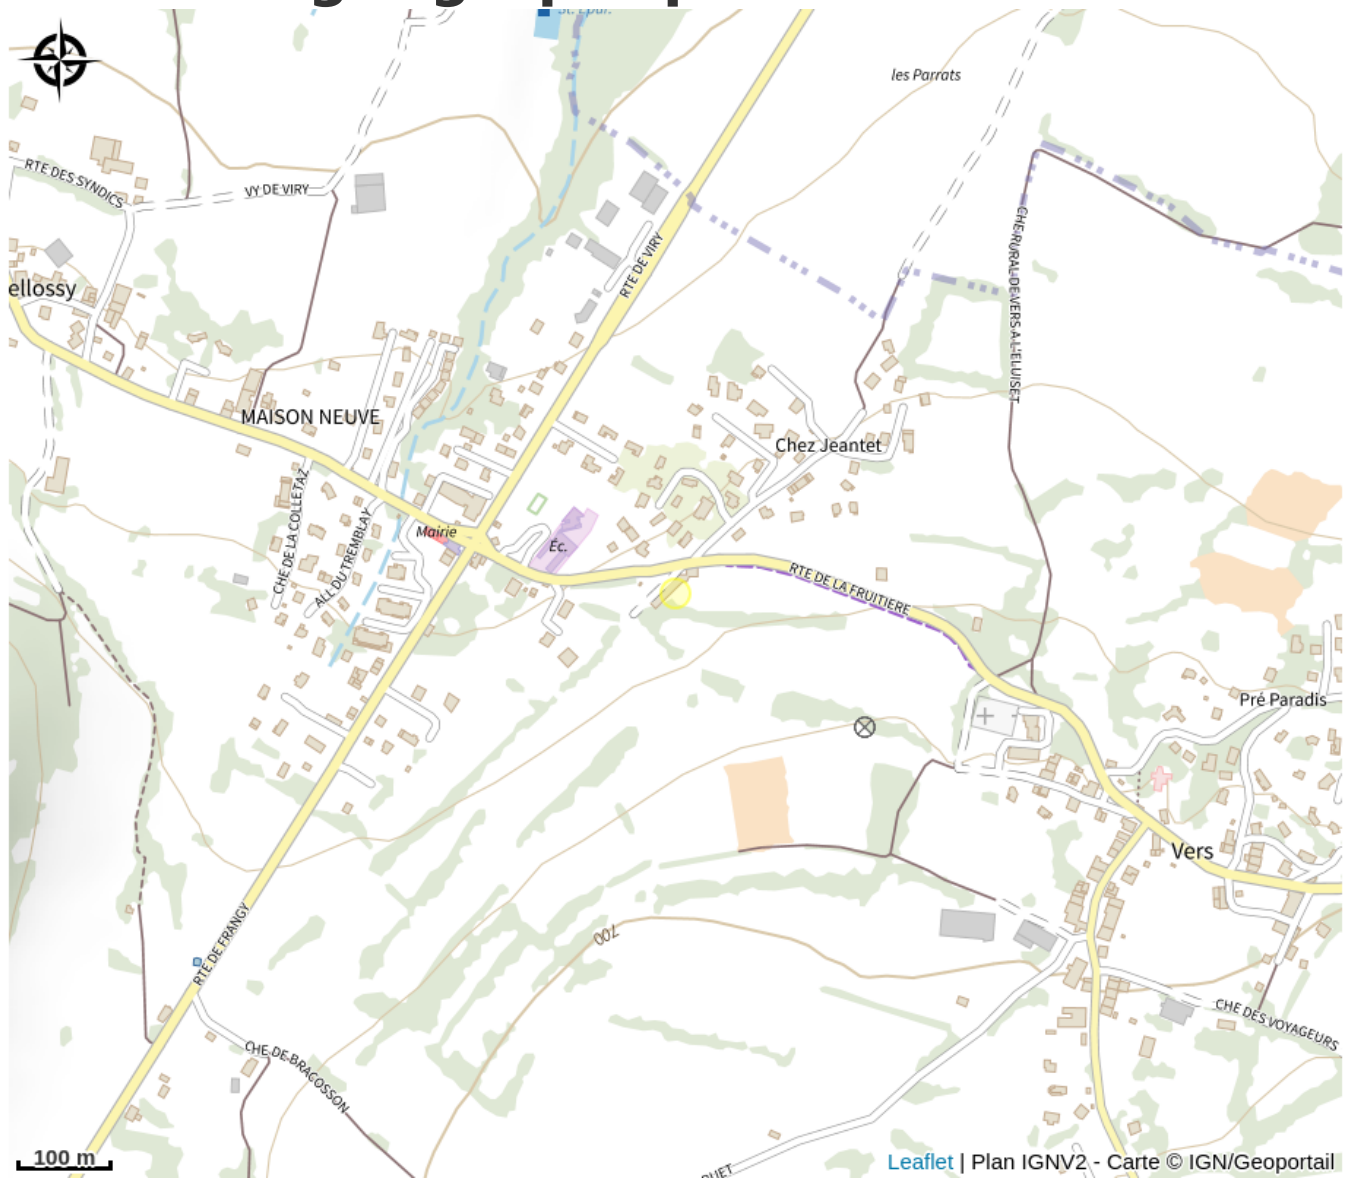 St. Épur.
les Parrats
RTE DES SYNDICS
VY DE VIRY
CHE RURAL DE VERS A L'ELUISET
RTE DE VIRY
ellossy
MAISON NEUVE
Chez Jeantet
CHE DE LA COLLETAZ
ALL DU TREMBLAY
Mairie
Éc.
RTE DE LA FRUITIERE
Pré Paradis
Vers
700
RTE DE FRANGY
CHE DES VOYAGEURS
CHE DE BRACOSSON
100 m
Leaflet | Plan IGNV2 - Carte © IGN/Geoportail